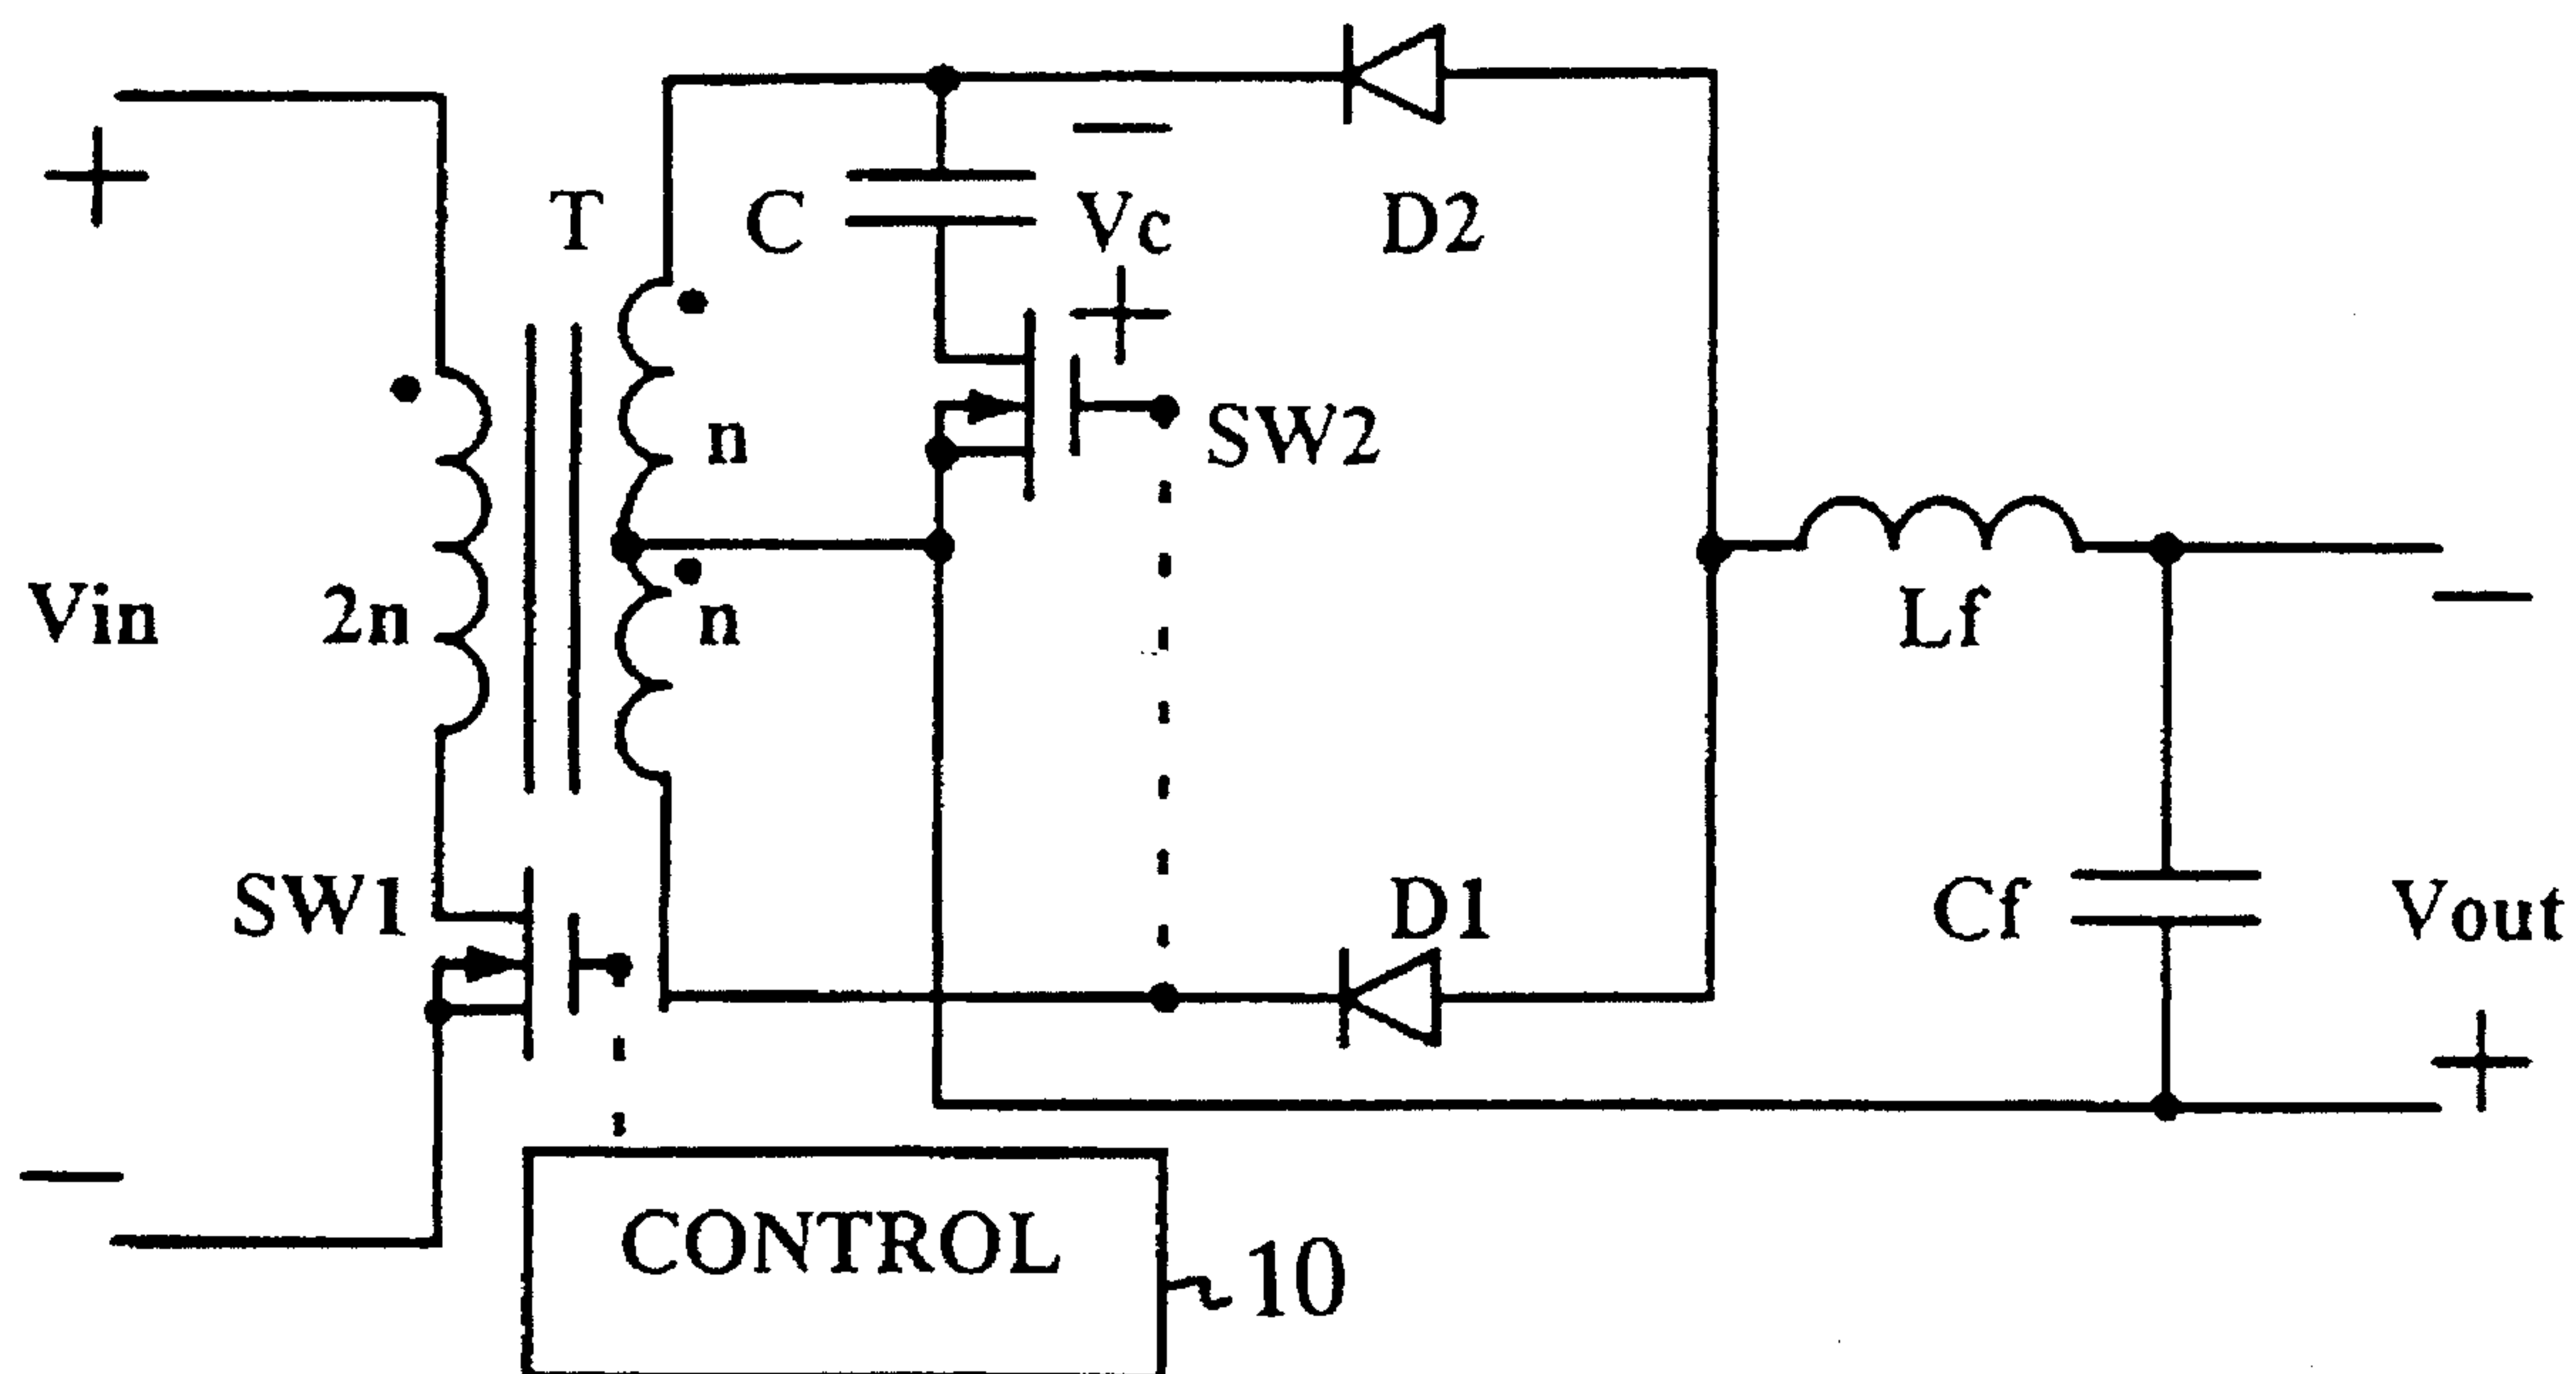 +
T
C
−
Vc
+
D2
n
SW2
Vin
2n
n
Lf
−
SW1
D1
Cf
Vout
+
−
CONTROL
10